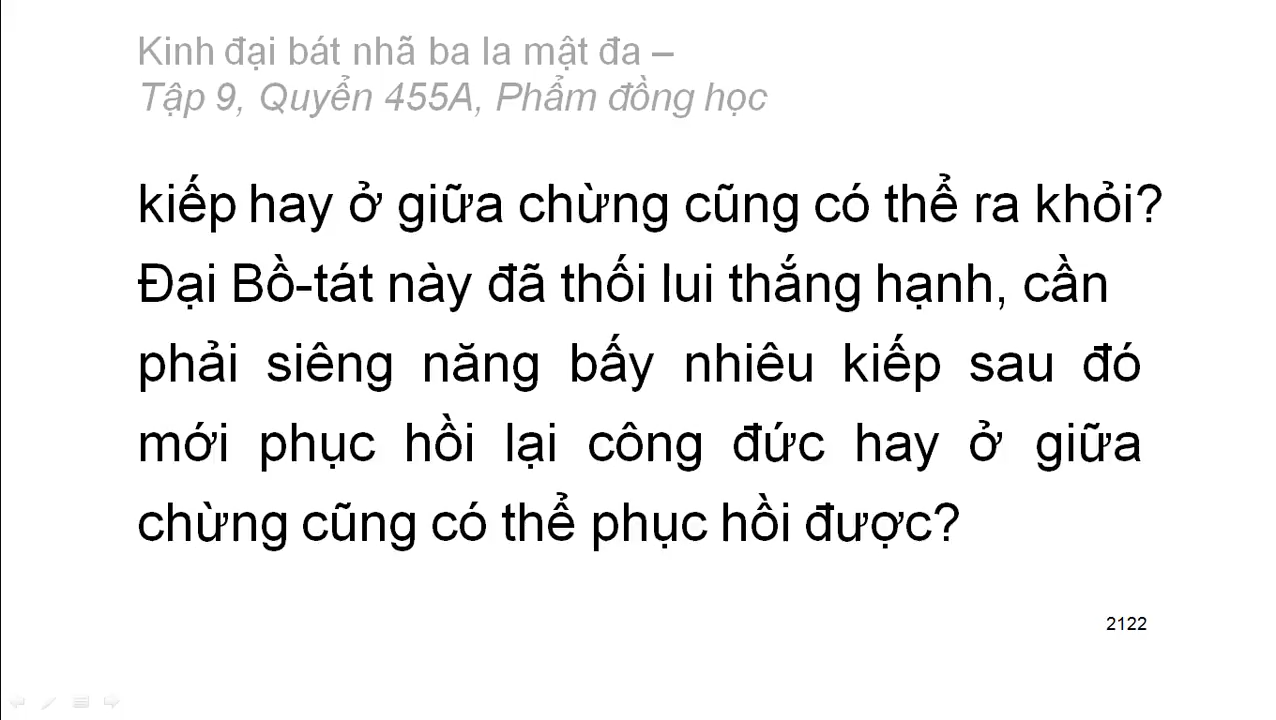 Kinh đại bát nhã ba la mật đa –
Tập 9, Quyển 455A, Phẩm đồng học
kiếp hay ở giữa chừng cũng có thể ra khỏi?
Đại Bồ-tát này đã thối lui thắng hạnh, cần
phải siêng năng bấy nhiêu kiếp sau đó
mới phục hồi lại công đức hay ở giữa
chừng cũng có thể phục hồi được?
2122